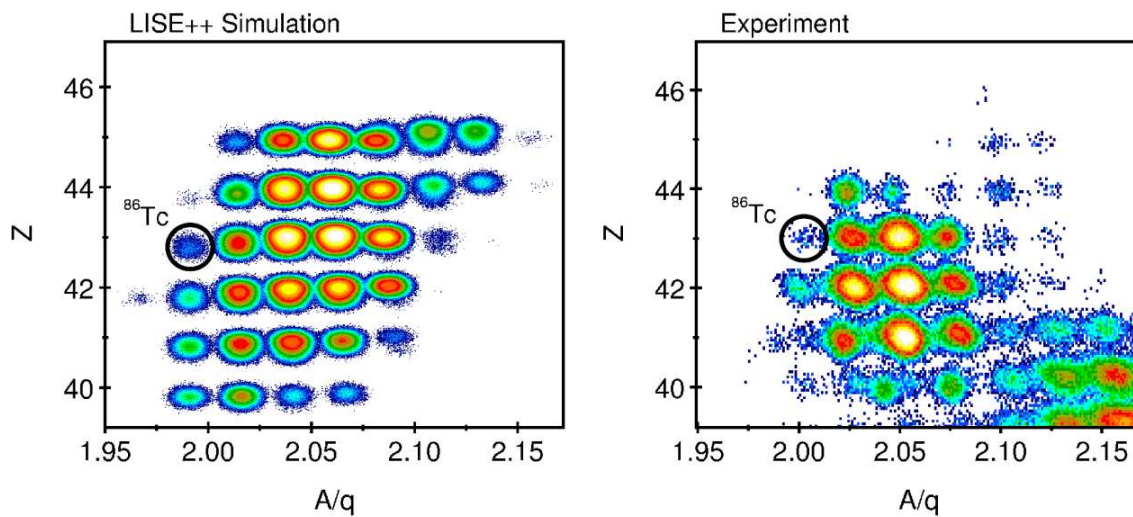 LISE++ Simulation
Z
46
44
42
40
⁸⁶Tc
1.95 2.00 2.05 2.10 2.15
A/q
Experiment
Z
46
44
42
40
⁸⁶Tc
1.95 2.00 2.05 2.10 2.15
A/q